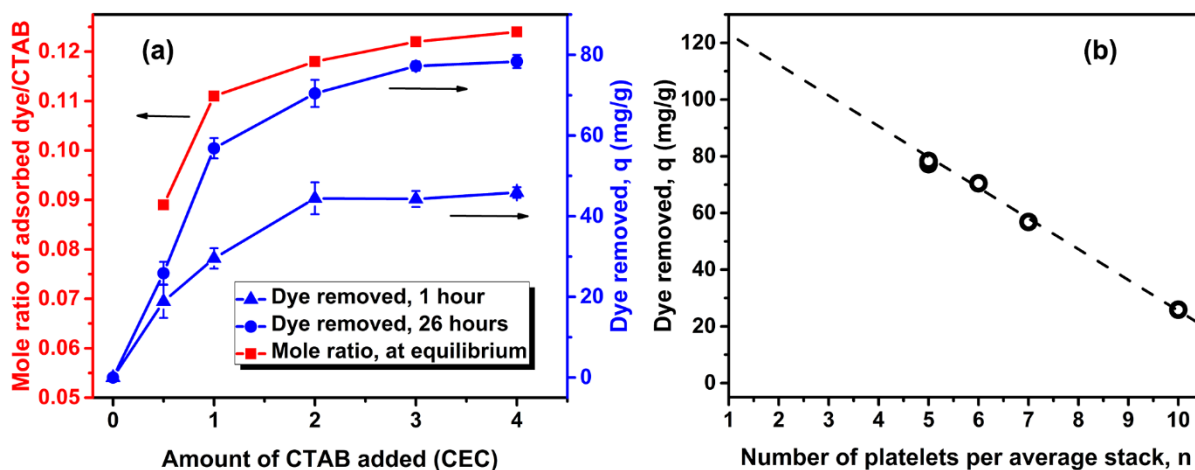 (a)
Mole ratio of adsorbed dye/CTAB
0.12
0.11
0.10
0.09
0.08
0.07
0.06
0.05
80
60
40
20
0
Dye removed, q (mg/g)
Dye removed, 1 hour
Dye removed, 26 hours
Mole ratio, at equilibrium
0 1 2 3 4
Amount of CTAB added (CEC)
(b)
Dye removed, q (mg/g)
120
100
80
60
40
20
0
1 2 3 4 5 6 7 8 9 10
Number of platelets per average stack, n